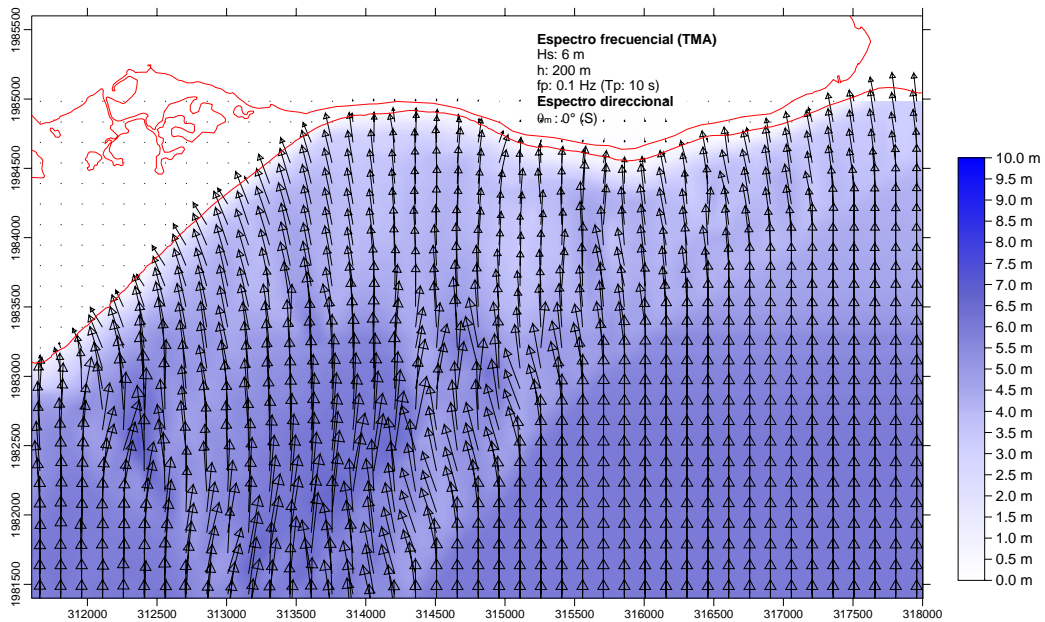 Espectro frecuencial (TMA)
Hs: 6 m
h: 200 m
fp: 0.1 Hz (Tp: 10 s)
Espectro direccional
θm: 0° (S)
1985500
1985000
1984500
1984000
1983500
1983000
1982500
1982000
1981500
312000 312500 313000 313500 314000 314500 315000 315500 316000 316500 317000 317500 318000
10.0 m
9.5 m
9.0 m
8.5 m
8.0 m
7.5 m
7.0 m
6.5 m
6.0 m
5.5 m
5.0 m
4.5 m
4.0 m
3.5 m
3.0 m
2.5 m
2.0 m
1.5 m
1.0 m
0.5 m
0.0 m